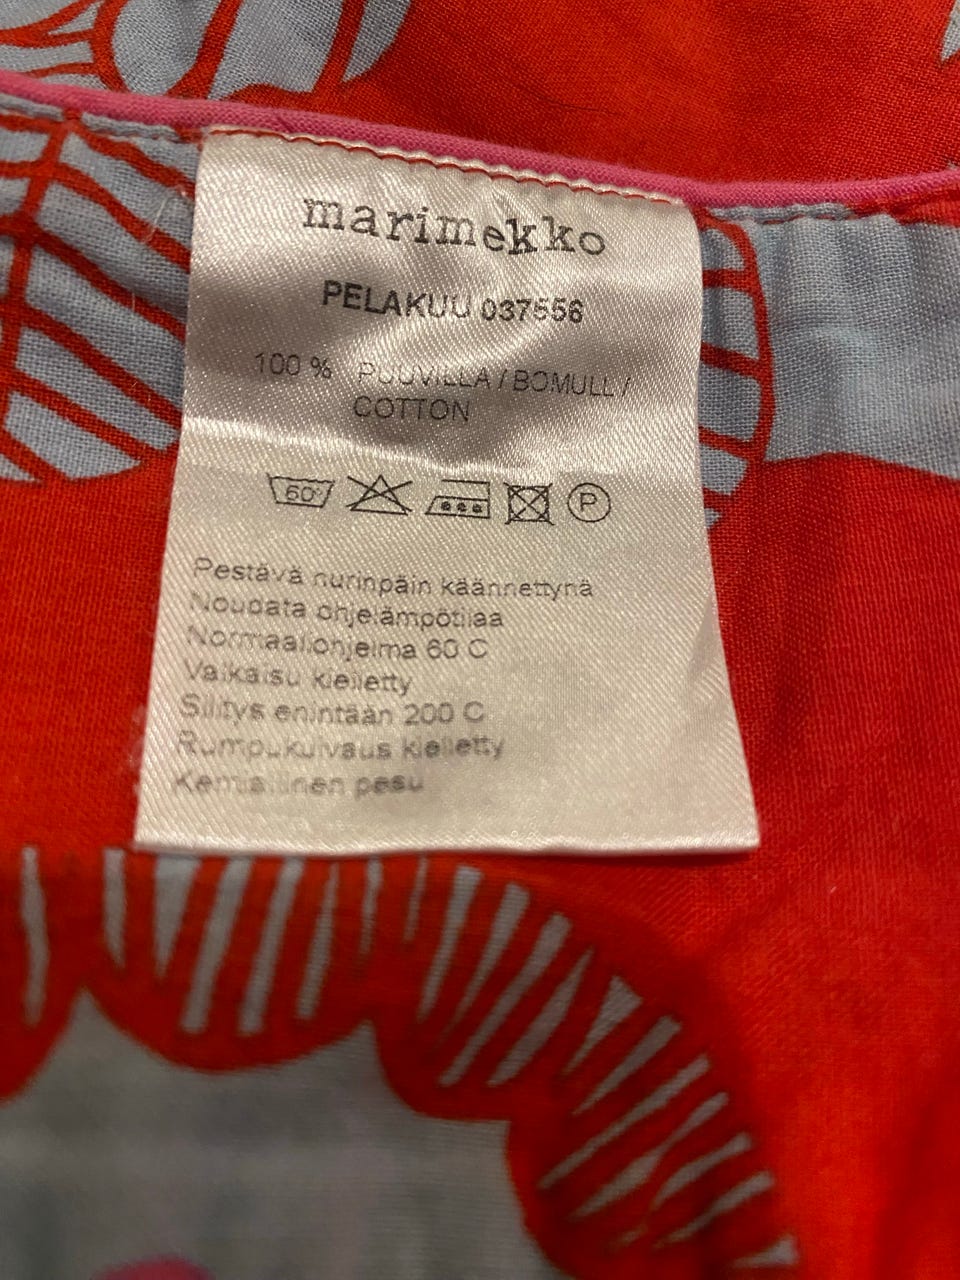 marimekko
PELAKUU 037556
100 % PUUVILLA / BOMULL /
COTTON
60° P
Pestävä nurinpäin käännettynä
Noudata ohjelämpötilaa
Normaaliohjelma 60 C
Valkaisu kielletty
Silitys enintään 200 C
Rumpukuivaus kielletty
Kemiallinen pesu